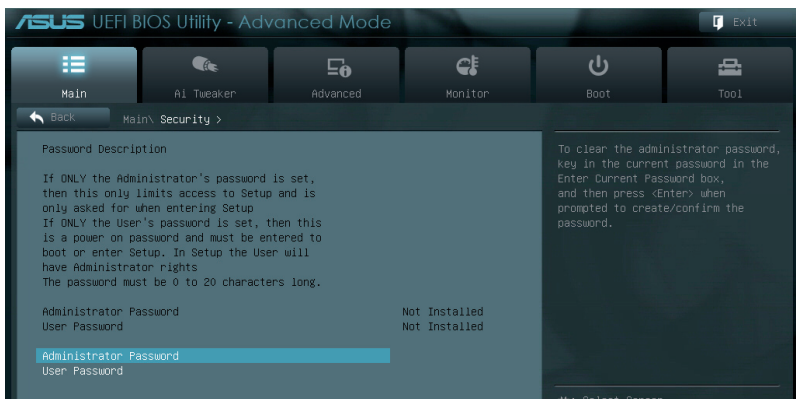 ASUS UEFI BIOS Utility - Advanced Mode
Exit
Main
Ai Tweaker
Advanced
Monitor
Boot
Tool
Back
Main\ Security >
Password Description
If ONLY the Administrator's password is set,
then this only limits access to Setup and is
only asked for when entering Setup
If ONLY the User's password is set, then this
is a power on password and must be entered to
boot or enter Setup. In Setup the User will
have Administrator rights
The password must be 0 to 20 characters long.
Administrator Password Not Installed
User Password Not Installed
Administrator Password
User Password
To clear the administrator password,
key in the current password in the
Enter Current Password box,
and then press <Enter> when
prompted to create/confirm the
password.